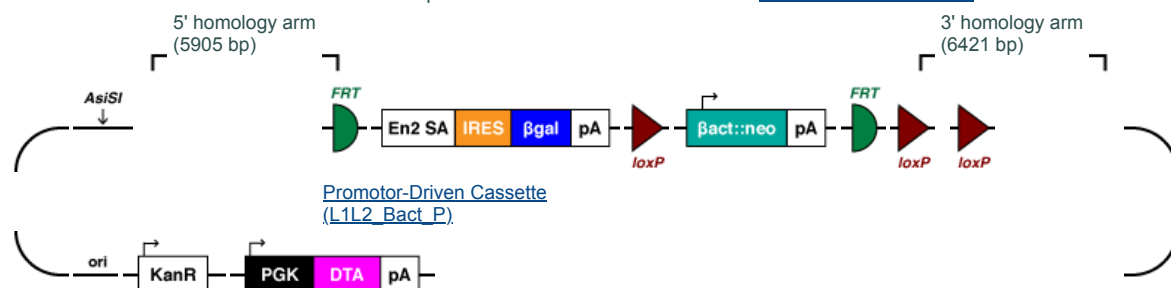 5' homology arm
(5905 bp)
3' homology arm
(6421 bp)
AsiSI
FRT
FRT
En2 SA
IRES
βgal
pA
βact::neo
pA
loxP
loxP
loxP
Promotor-Driven Cassette
(L1L2_Bact_P)
ori
KanR
PGK
DTA
pA